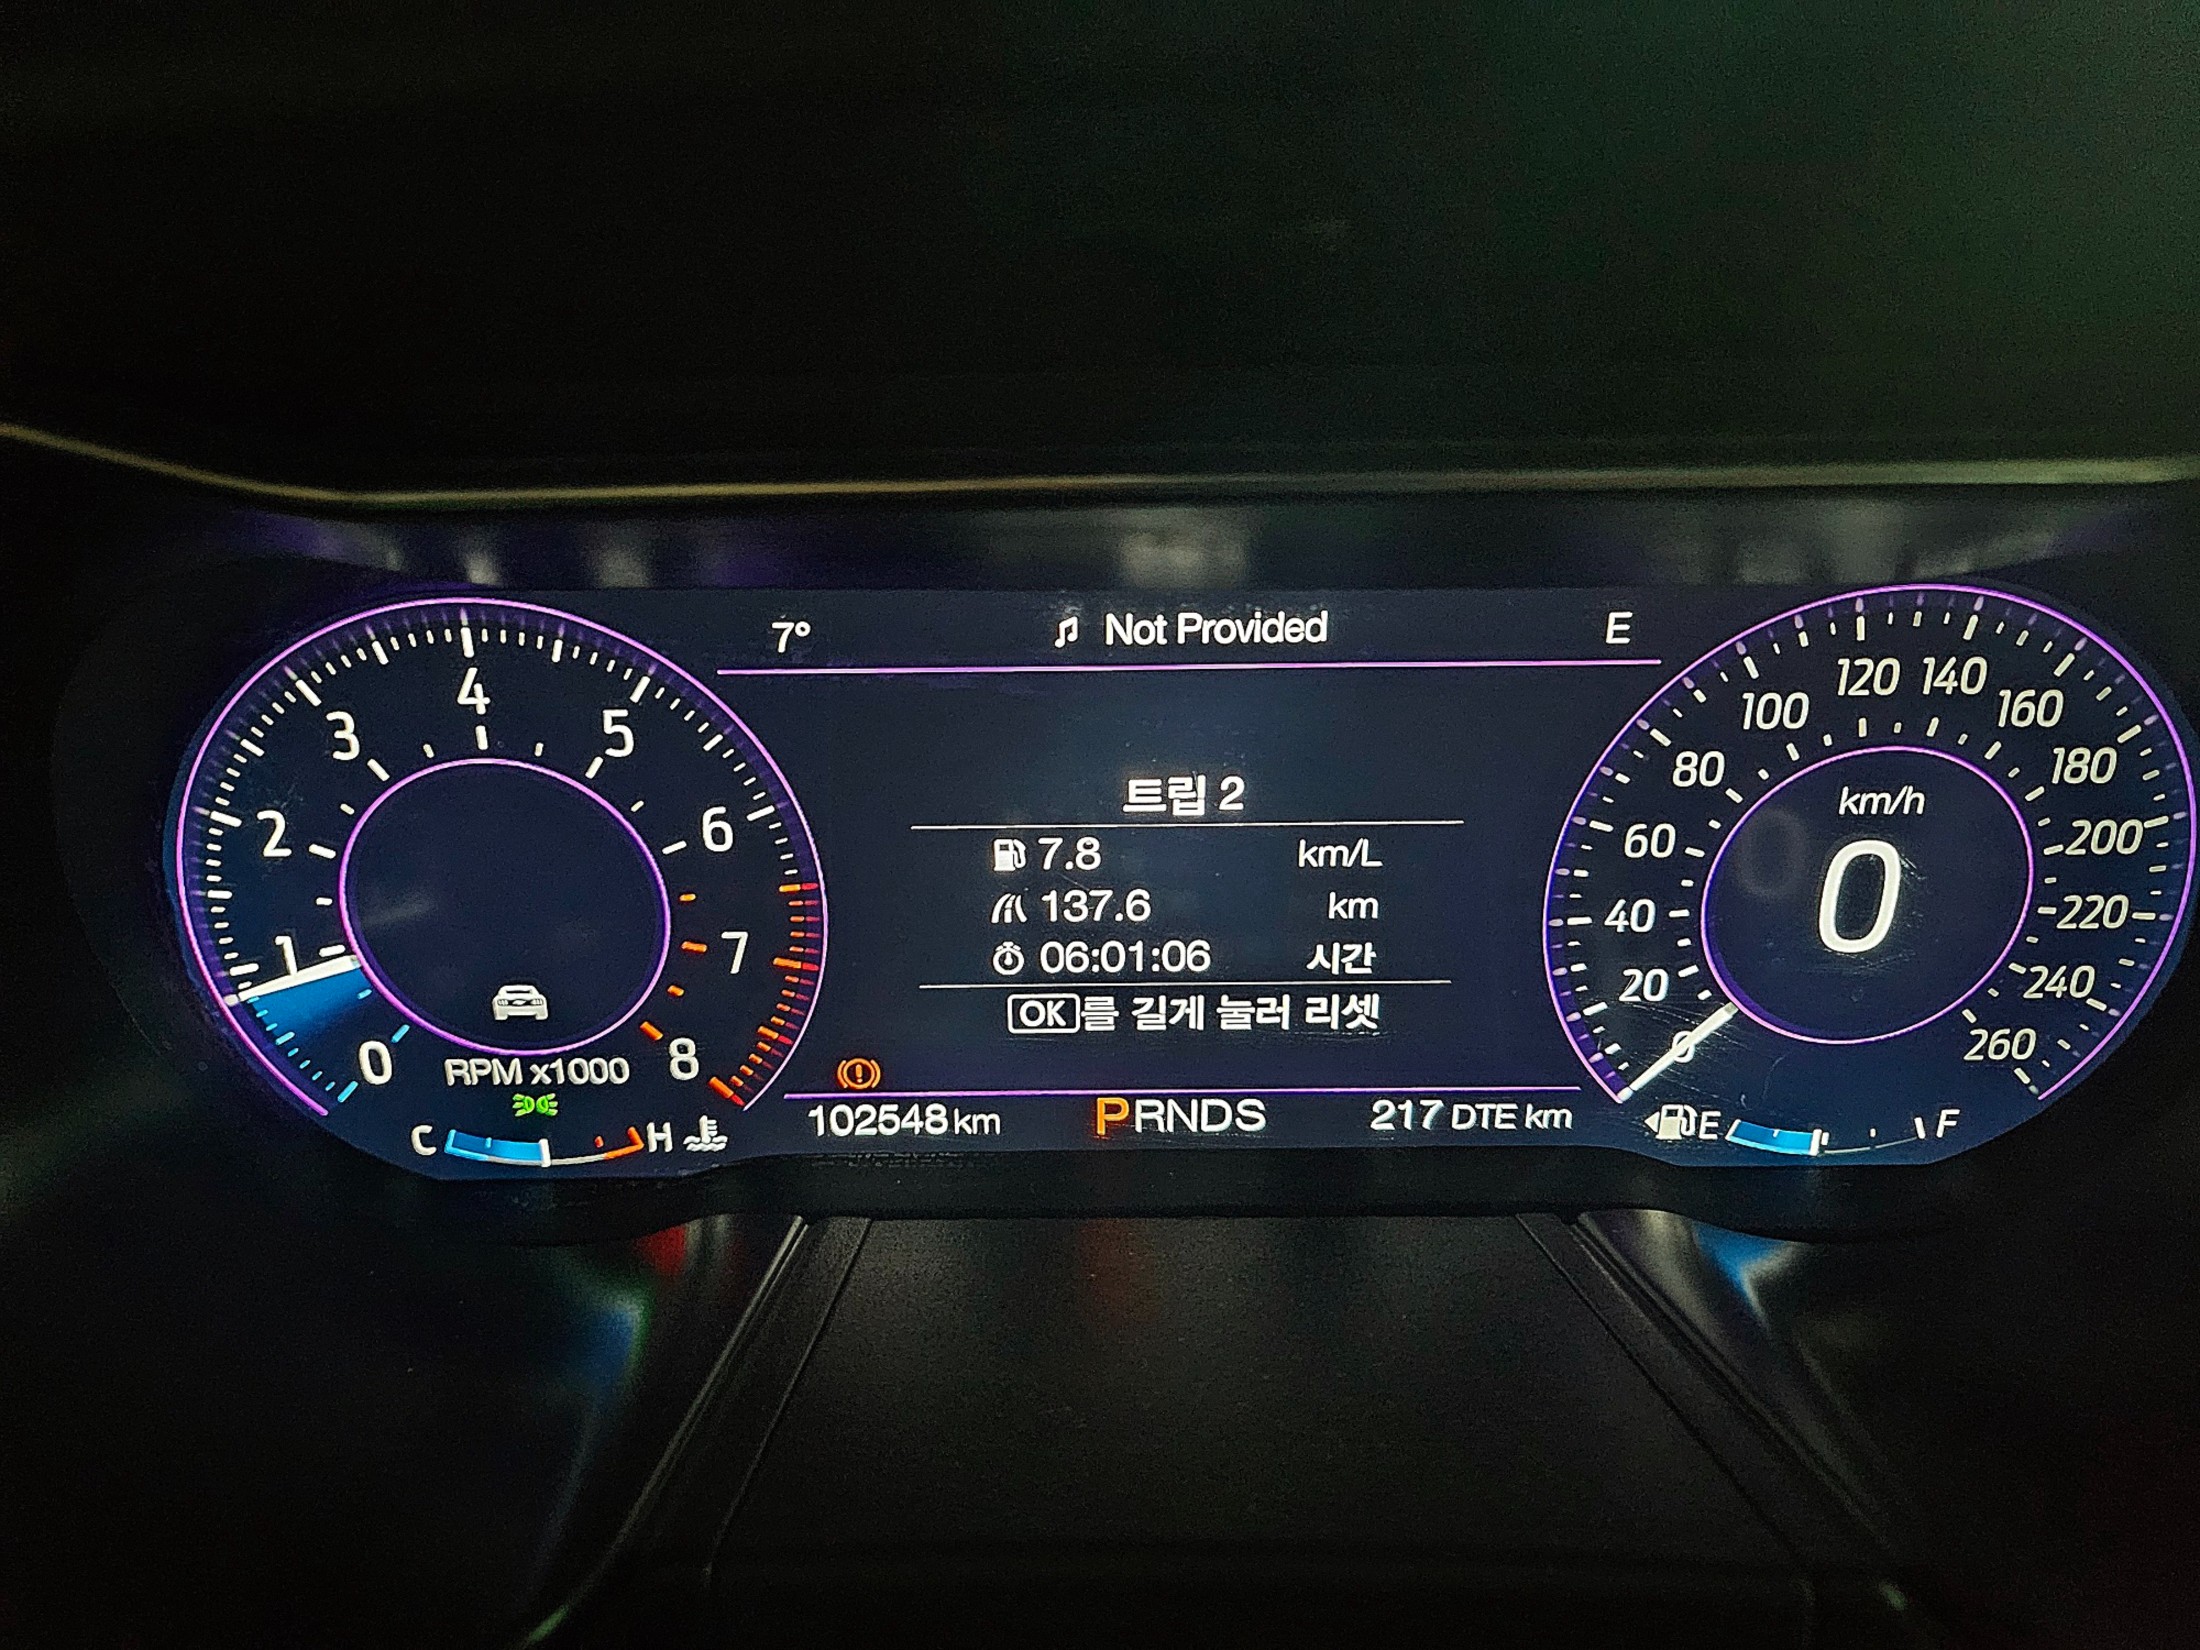 7° Not Provided E
트립 2
7.8 km/L
137.6 km
06:01:06 시간
OK를 길게 눌러 리셋
0 1 2 3 4 5 6 7 8
RPM x1000
C H
102548 km PRNDS 217 DTE km
0 20 40 60 80 100 120 140 160 180 200 220 240 260
km/h
0
E F